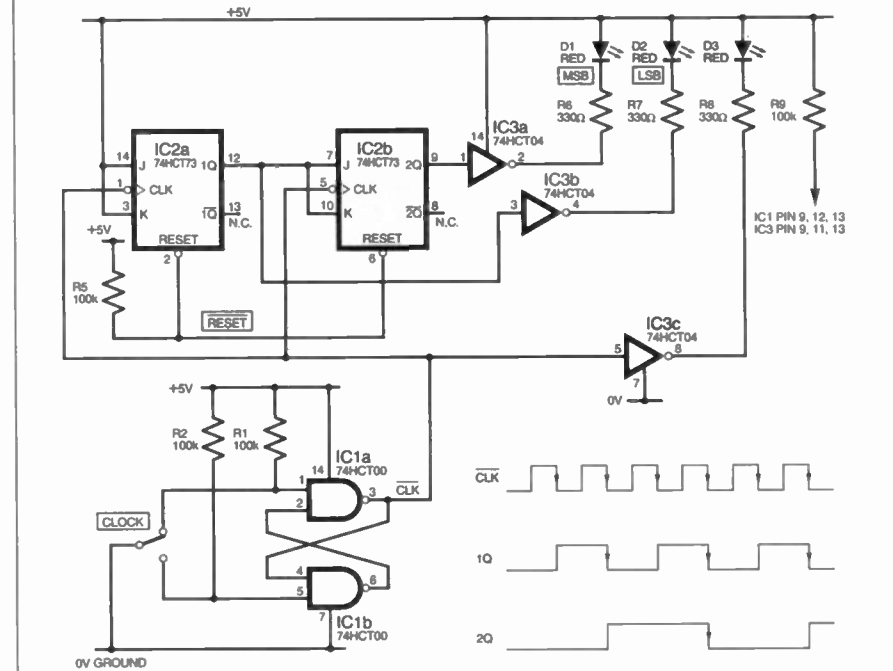 +5V
D1
RED
MSB
D2
RED
LSB
D3
RED
R6
330Ω
R7
330Ω
R8
330Ω
R9
100k
IC1 PIN 9, 12, 13
IC3 PIN 9, 11, 13
IC2a
74HCT73
14
J
1Q
12
1
CLK
3
K
1Q
13
N.C.
RESET
2
IC2b
74HCT73
7
J
2Q
9
5
CLK
10
K
2Q
8
N.C.
RESET
6
IC3a
74HCT04
14
1
2
IC3b
74HCT04
3
4
+5V
R5
100k
RESET
IC3c
74HCT04
5
8
7
0V
+5V
R2
100k
R1
100k
IC1a
74HCT00
14
1
2
3
CLK
CLOCK
4
5
6
7
IC1b
74HCT00
0V GROUND
CLK
1Q
2Q